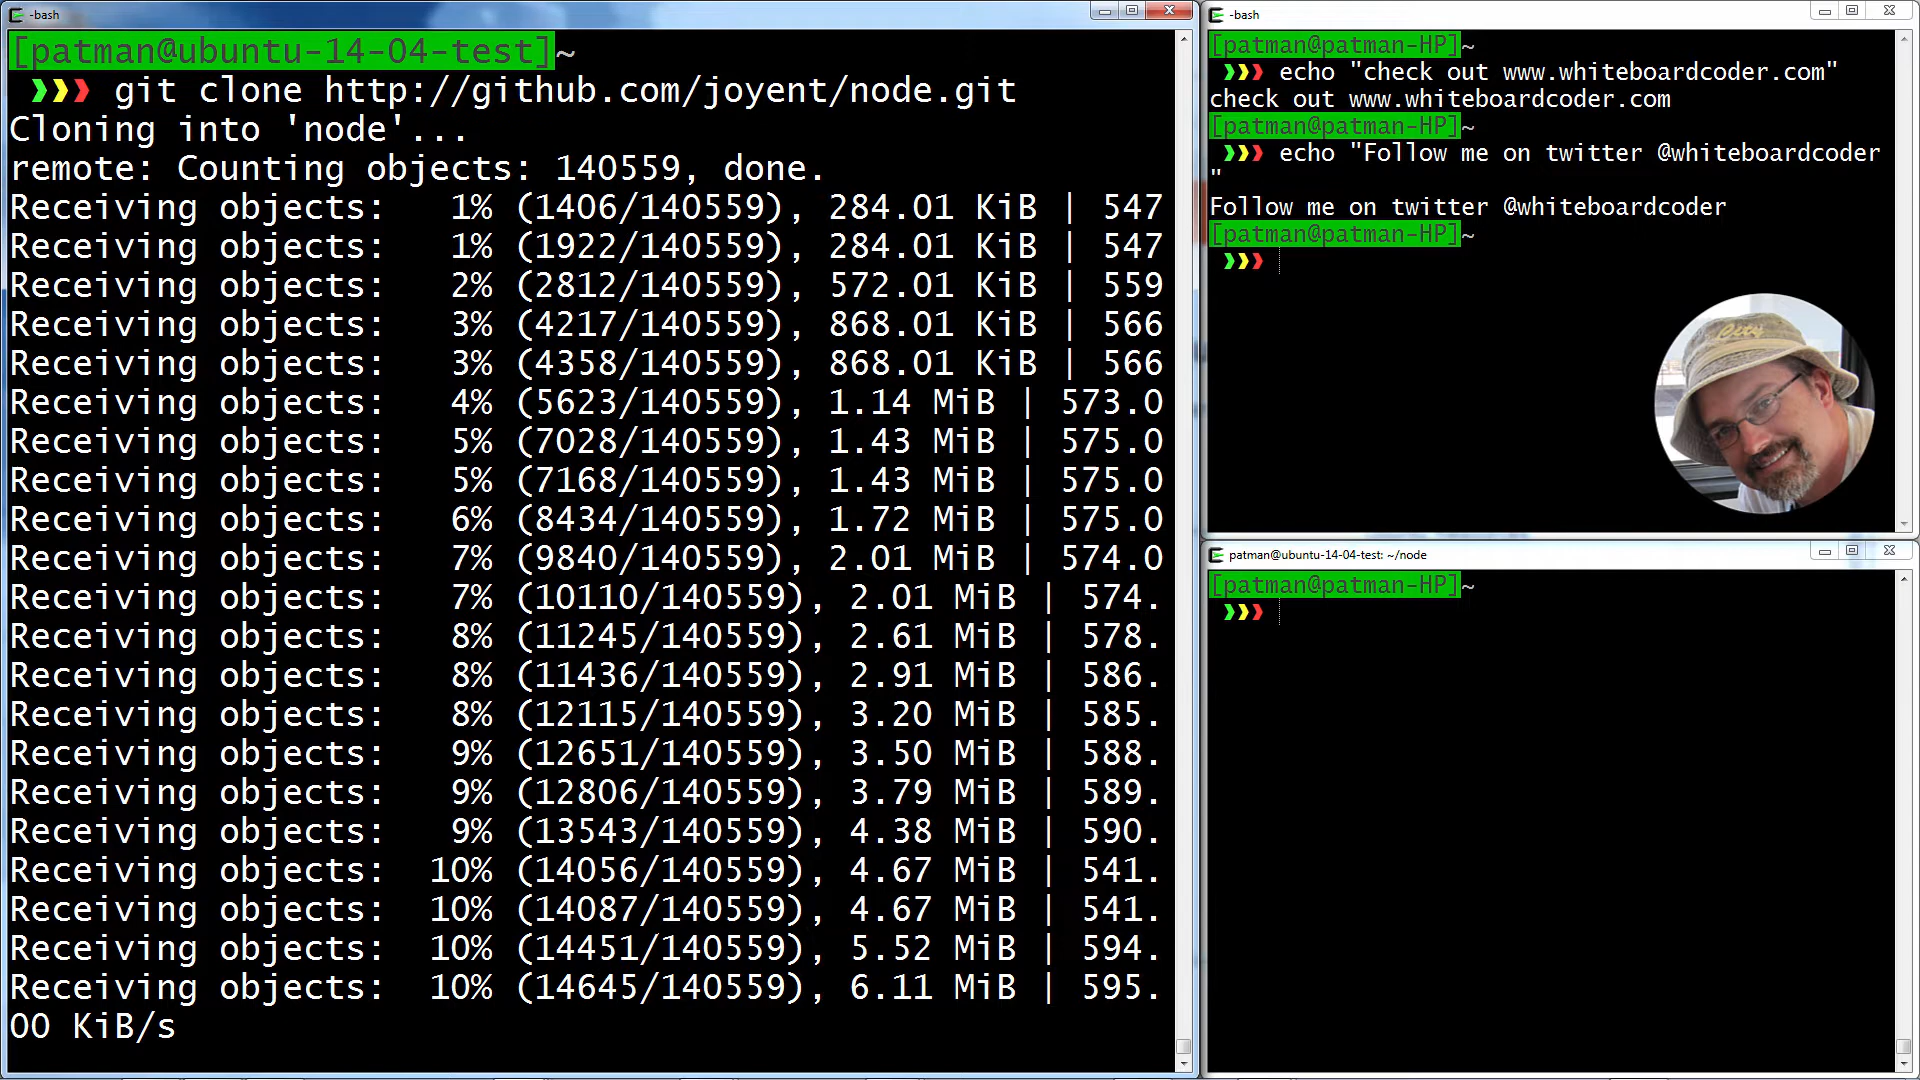 -bash
[patman@ubuntu-14-04-test]~
❯❯❯ git clone http://github.com/joyent/node.git
Cloning into 'node'...
remote: Counting objects: 140559, done.
Receiving objects:   1% (1406/140559), 284.01 KiB | 547
Receiving objects:   1% (1922/140559), 284.01 KiB | 547
Receiving objects:   2% (2812/140559), 572.01 KiB | 559
Receiving objects:   3% (4217/140559), 868.01 KiB | 566
Receiving objects:   3% (4358/140559), 868.01 KiB | 566
Receiving objects:   4% (5623/140559), 1.14 MiB | 573.0
Receiving objects:   5% (7028/140559), 1.43 MiB | 575.0
Receiving objects:   5% (7168/140559), 1.43 MiB | 575.0
Receiving objects:   6% (8434/140559), 1.72 MiB | 575.0
Receiving objects:   7% (9840/140559), 2.01 MiB | 574.0
Receiving objects:   7% (10110/140559), 2.01 MiB | 574.
Receiving objects:   8% (11245/140559), 2.61 MiB | 578.
Receiving objects:   8% (11436/140559), 2.91 MiB | 586.
Receiving objects:   8% (12115/140559), 3.20 MiB | 585.
Receiving objects:   9% (12651/140559), 3.50 MiB | 588.
Receiving objects:   9% (12806/140559), 3.79 MiB | 589.
Receiving objects:   9% (13543/140559), 4.38 MiB | 590.
Receiving objects:  10% (14056/140559), 4.67 MiB | 541.
Receiving objects:  10% (14087/140559), 4.67 MiB | 541.
Receiving objects:  10% (14451/140559), 5.52 MiB | 594.
Receiving objects:  10% (14645/140559), 6.11 MiB | 595.
00 KiB/s
-bash
[patman@patman-HP]~
❯❯❯ echo "check out www.whiteboardcoder.com"
check out www.whiteboardcoder.com
[patman@patman-HP]~
❯❯❯ echo "Follow me on twitter @whiteboardcoder
"
Follow me on twitter @whiteboardcoder
[patman@patman-HP]~
❯❯❯
City
patman@ubuntu-14-04-test: ~/node
[patman@patman-HP]~
❯❯❯